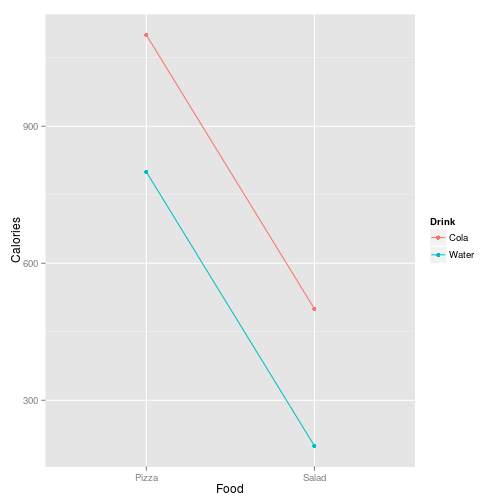 Calories
900
600
300
Pizza
Salad
Food
Drink
Cola
Water